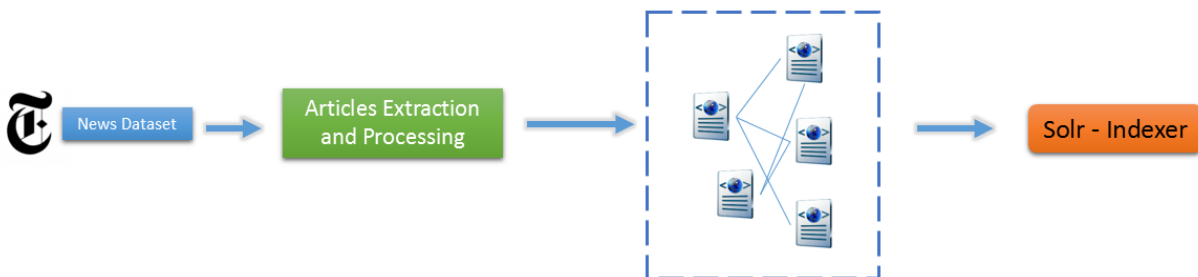 T
News Dataset
Articles Extraction
and Processing
Solr - Indexer